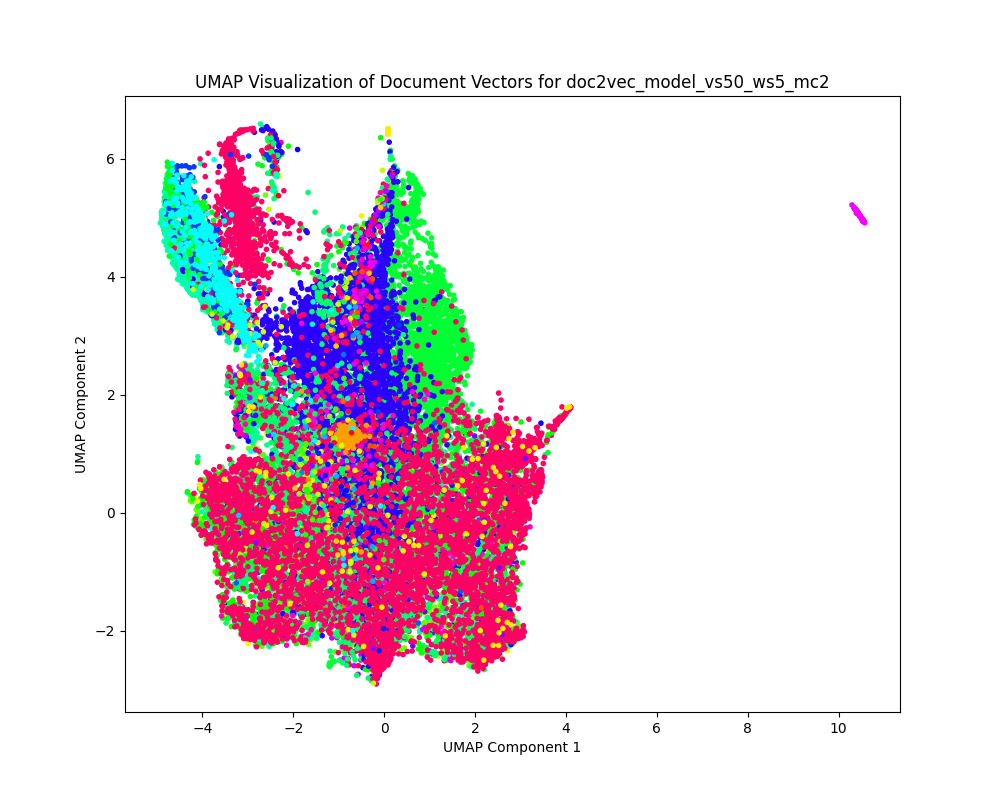 UMAP Visualization of Document Vectors for doc2vec_model_vs50_ws5_mc2
6
4
2
0
−2
UMAP Component 2
−4 −2 0 2 4 6 8 10
UMAP Component 1